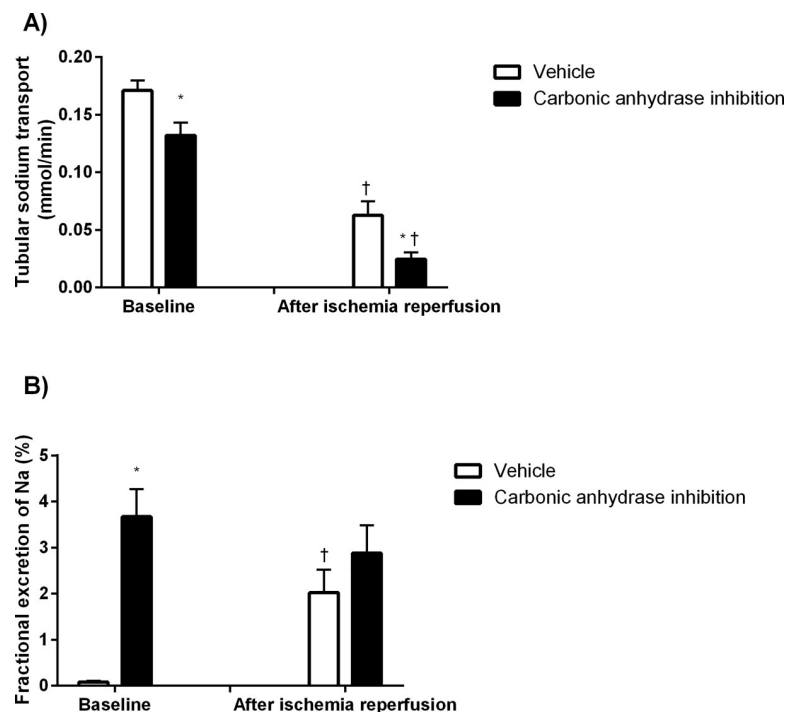 A)
Tubular sodium transport
(mmol/min)
0.20
0.15
0.10
0.05
0.00
*
†
* †
Baseline
After ischemia reperfusion
Vehicle
Carbonic anhydrase inhibition
B)
Fractional excretion of Na (%)
5
4
3
2
1
0
*
†
Baseline
After ischemia reperfusion
Vehicle
Carbonic anhydrase inhibition